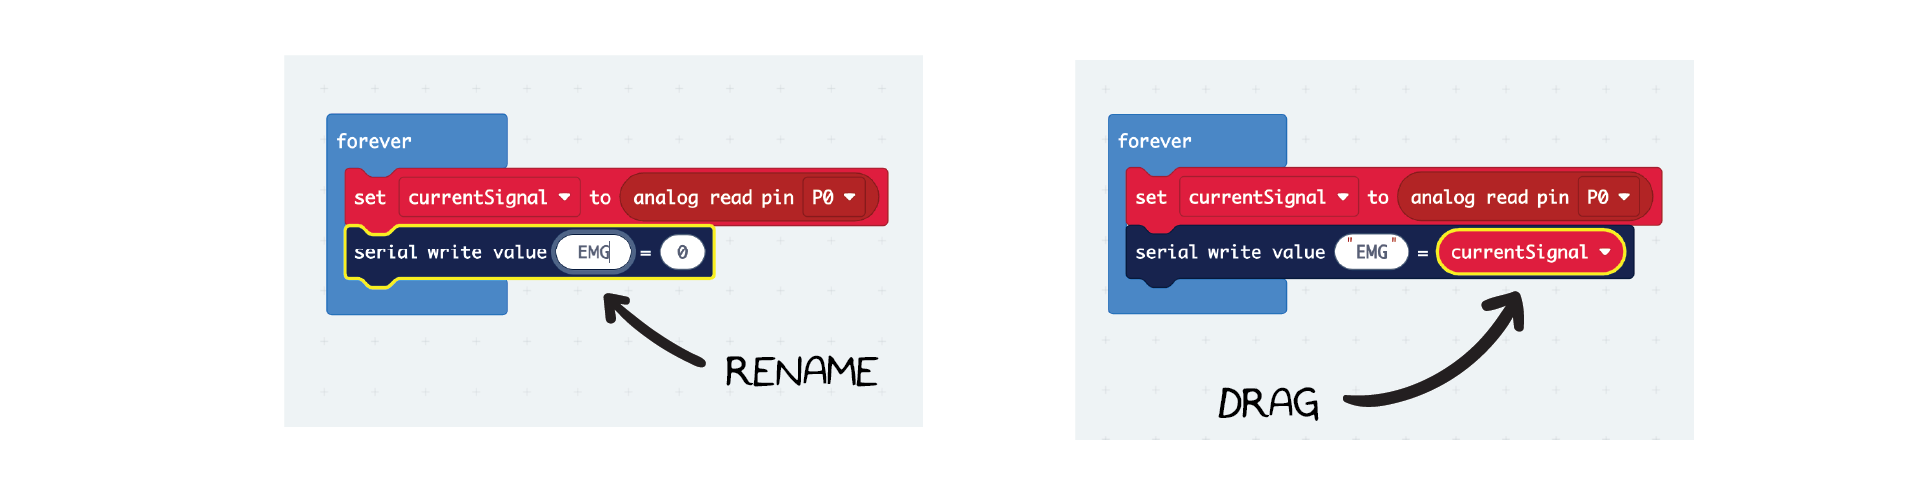 forever
set currentSignal to analog read pin P0
serial write value EMG = 0
RENAME
forever
set currentSignal to analog read pin P0
serial write value "EMG" = currentSignal
DRAG